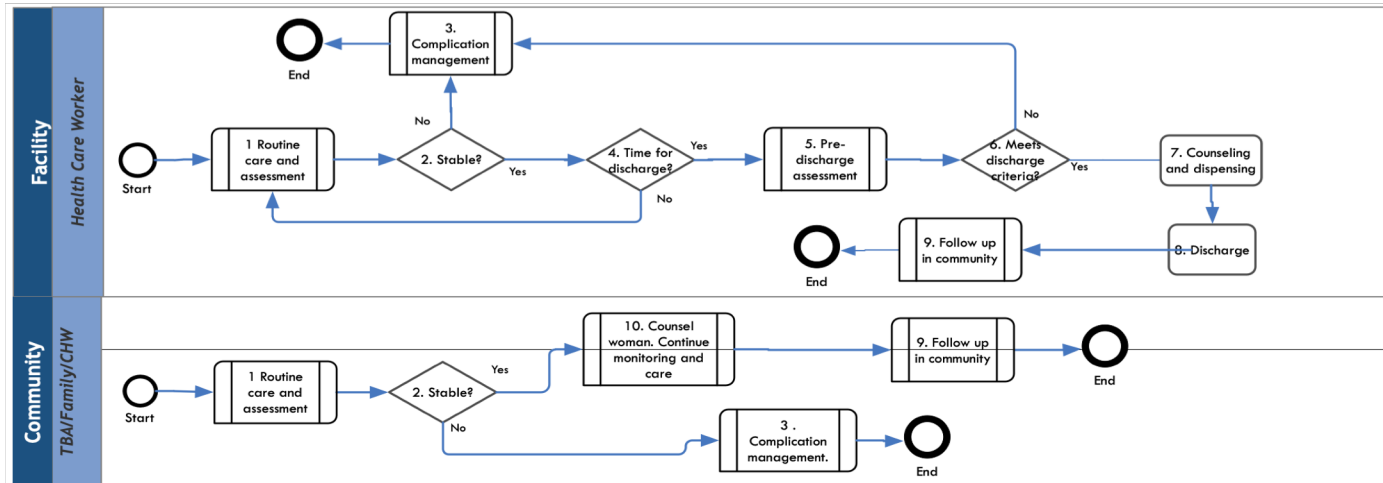 Facility
Health Care Worker
End
3.
Complication
management
No
No
Start
1 Routine
care and
assessment
2. Stable?
Yes
4. Time for
discharge?
Yes
No
5. Pre-
discharge
assessment
6. Meets
discharge
criteria?
Yes
7. Counseling
and dispensing
8. Discharge
9. Follow up
in community
End
Community
TBA/Family/CHW
Start
1 Routine
care and
assessment
2. Stable?
Yes
No
10. Counsel
woman. Continue
monitoring and
care
9. Follow up
in community
End
3 .
Complication
management.
End